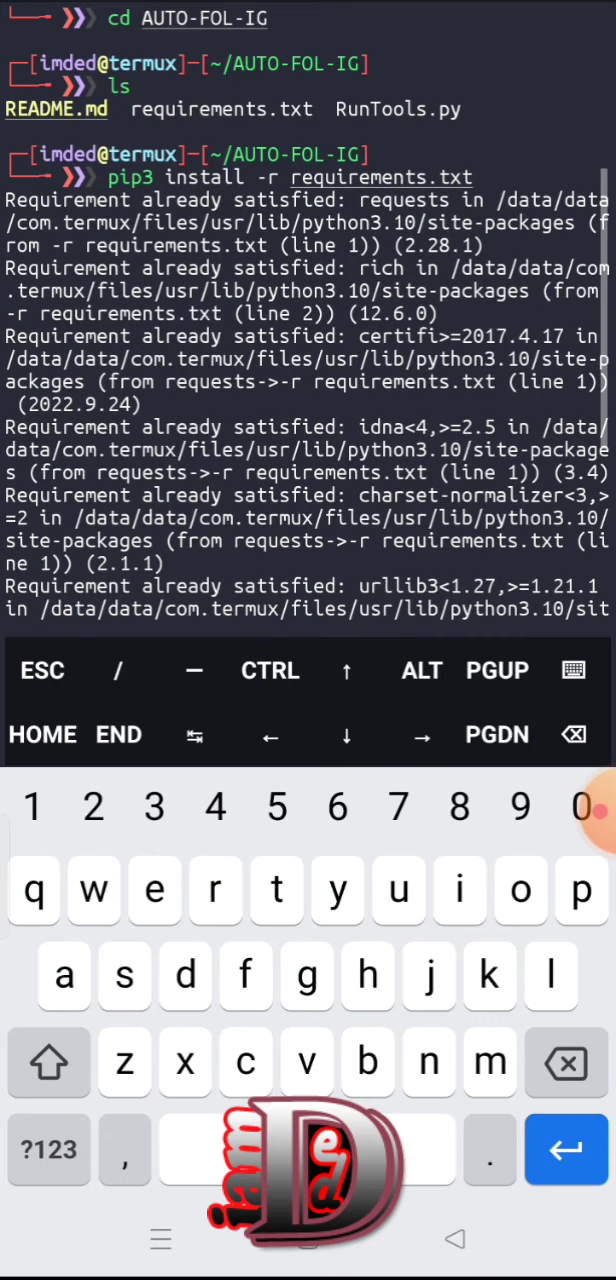 cd AUTO-FOL-IG
[imded@termux]-[~/AUTO-FOL-IG]
ls
README.md requirements.txt RunTools.py
[imded@termux]-[~/AUTO-FOL-IG]
pip3 install -r requirements.txt
Requirement already satisfied: requests in /data/data
/com.termux/files/usr/lib/python3.10/site-packages (f
rom -r requirements.txt (line 1)) (2.28.1)
Requirement already satisfied: rich in /data/data/com
.termux/files/usr/lib/python3.10/site-packages (from
-r requirements.txt (line 2)) (12.6.0)
Requirement already satisfied: certifi>=2017.4.17 in
/data/data/com.termux/files/usr/lib/python3.10/site-p
ackages (from requests->-r requirements.txt (line 1))
(2022.9.24)
Requirement already satisfied: idna<4,>=2.5 in /data/
data/com.termux/files/usr/lib/python3.10/site-package
s (from requests->-r requirements.txt (line 1)) (3.4)
Requirement already satisfied: charset-normalizer<3,>
=2 in /data/data/com.termux/files/usr/lib/python3.10/
site-packages (from requests->-r requirements.txt (li
ne 1)) (2.1.1)
Requirement already satisfied: urllib3<1.27,>=1.21.1
in /data/data/com.termux/files/usr/lib/python3.10/sit
ESC / — CTRL ↑ ALT PGUP
HOME END ↹ ← ↓ → PGDN
1 2 3 4 5 6 7 8 9 0
q w e r t y u i o p
a s d f g h j k l
z x c v b n m
?123 , .
iam D ed